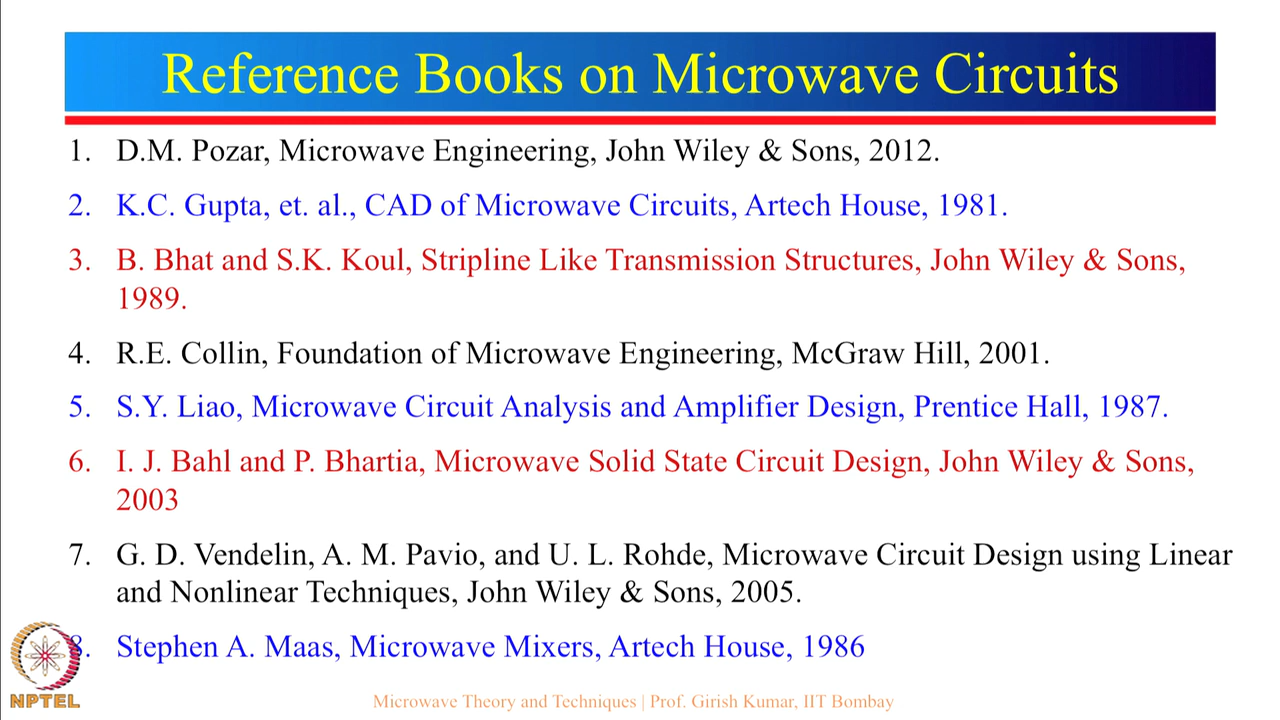 Reference Books on Microwave Circuits
1. D.M. Pozar, Microwave Engineering, John Wiley & Sons, 2012.
2. K.C. Gupta, et. al., CAD of Microwave Circuits, Artech House, 1981.
3. B. Bhat and S.K. Koul, Stripline Like Transmission Structures, John Wiley & Sons,
1989.
4. R.E. Collin, Foundation of Microwave Engineering, McGraw Hill, 2001.
5. S.Y. Liao, Microwave Circuit Analysis and Amplifier Design, Prentice Hall, 1987.
6. I. J. Bahl and P. Bhartia, Microwave Solid State Circuit Design, John Wiley & Sons,
2003
7. G. D. Vendelin, A. M. Pavio, and U. L. Rohde, Microwave Circuit Design using Linear
and Nonlinear Techniques, John Wiley & Sons, 2005.
8. Stephen A. Maas, Microwave Mixers, Artech House, 1986
NPTEL
Microwave Theory and Techniques | Prof. Girish Kumar, IIT Bombay